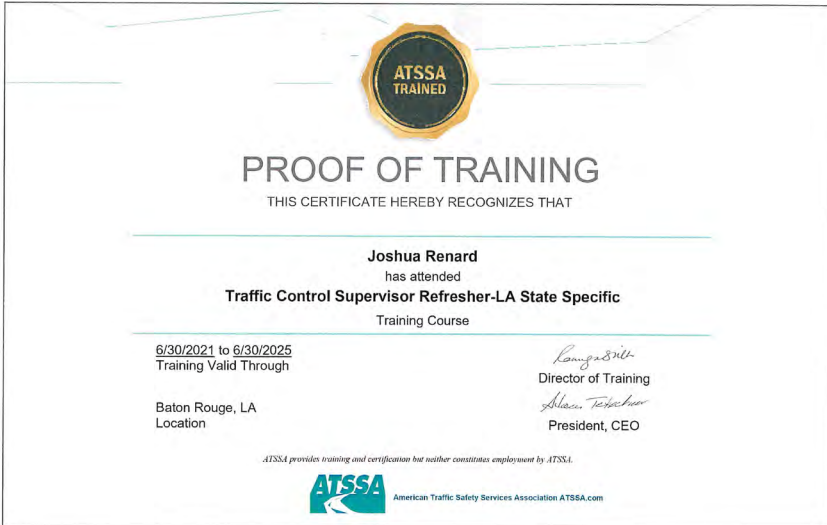 ATSSA
TRAINED
PROOF OF TRAINING
THIS CERTIFICATE HEREBY RECOGNIZES THAT
Joshua Renard
has attended
Traffic Control Supervisor Refresher-LA State Specific
Training Course
6/30/2021 to 6/30/2025
Training Valid Through
Director of Training
Baton Rouge, LA
Location
President, CEO
ATSSA provides training and certification but neither constitutes employment by ATSSA.
ATSSA
American Traffic Safety Services Association ATSSA.com